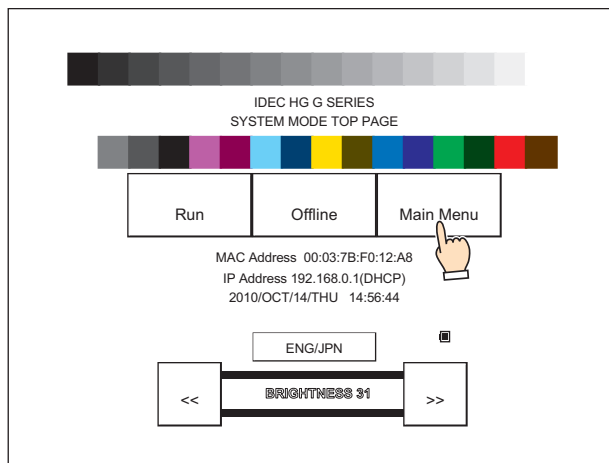 IDEC HG G SERIES
SYSTEM MODE TOP PAGE
Run Offline Main Menu
MAC Address 00:03:7B:F0:12:A8
IP Address 192.168.0.1(DHCP)
2010/OCT/14/THU 14:56:44
ENG/JPN
<< BRIGHTNESS 31 >>